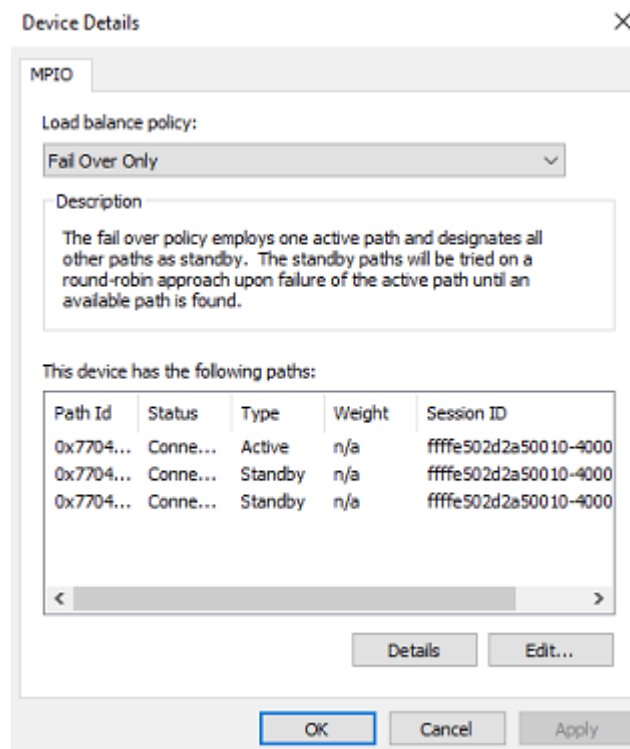 Device Details
MPIO
Load balance policy:
Fail Over Only
Description
The fail over policy employs one active path and designates all
other paths as standby. The standby paths will be tried on a
round-robin approach upon failure of the active path until an
available path is found.
This device has the following paths:
Path Id Status Type Weight Session ID
0x7704... Conne... Active n/a ffffe502d2a50010-4000
0x7704... Conne... Standby n/a ffffe502d2a50010-4000
0x7704... Conne... Standby n/a ffffe502d2a50010-4000
Details Edit...
OK Cancel Apply